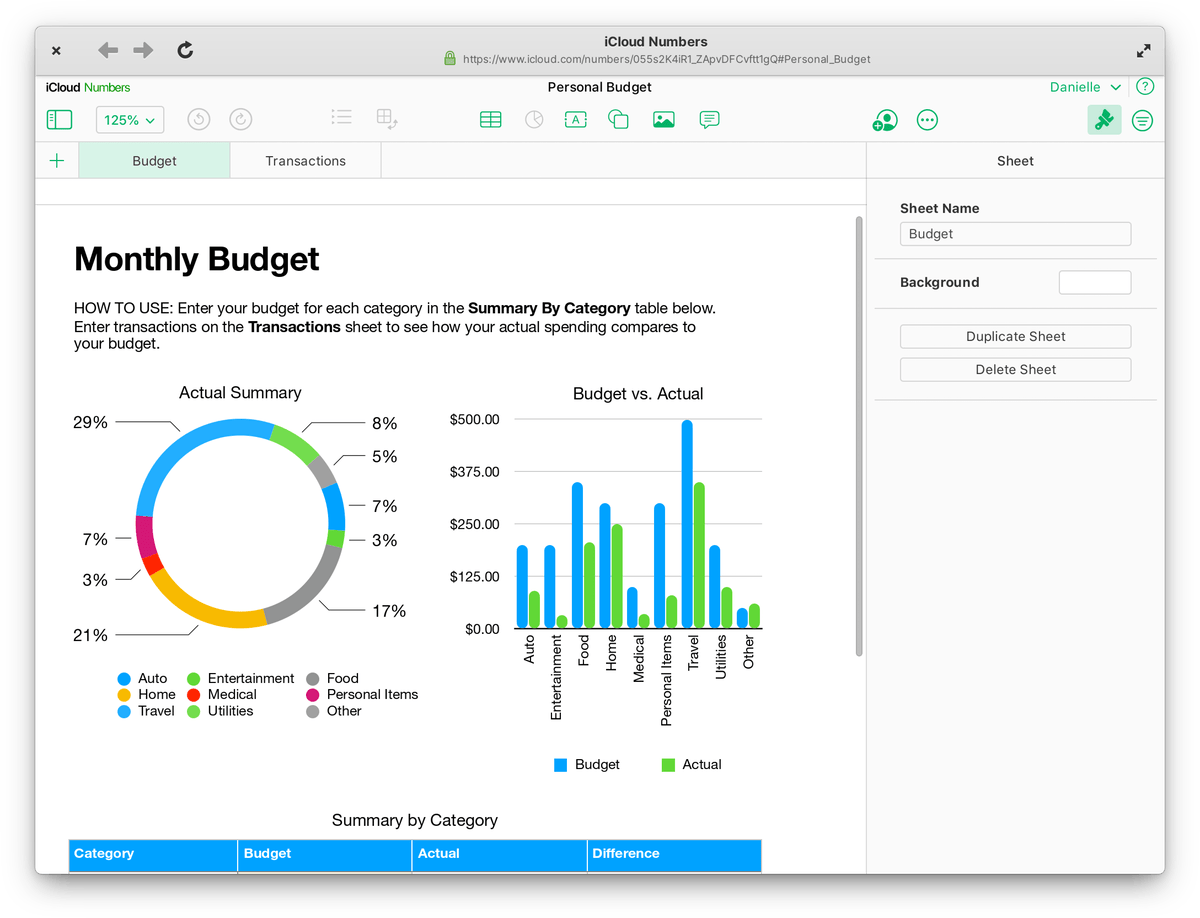 iCloud Numbers
https://www.icloud.com/numbers/055s2K4iR1_ZApvDFCvftt1gQ#Personal_Budget
iCloud Numbers
Personal Budget
Danielle
?
125%
A
Budget
Transactions
Sheet
Monthly Budget
HOW TO USE: Enter your budget for each category in the Summary By Category table below.
Enter transactions on the Transactions sheet to see how your actual spending compares to
your budget.
Actual Summary
29%
8%
5%
7%
7%
3%
3%
17%
21%
Auto
Entertainment
Food
Home
Medical
Personal Items
Travel
Utilities
Other
Budget vs. Actual
$500.00
$375.00
$250.00
$125.00
$0.00
Auto
Entertainment
Food
Home
Medical
Personal Items
Travel
Utilities
Other
Budget
Actual
Summary by Category
Category
Budget
Actual
Difference
Sheet Name
Budget
Background
Duplicate Sheet
Delete Sheet